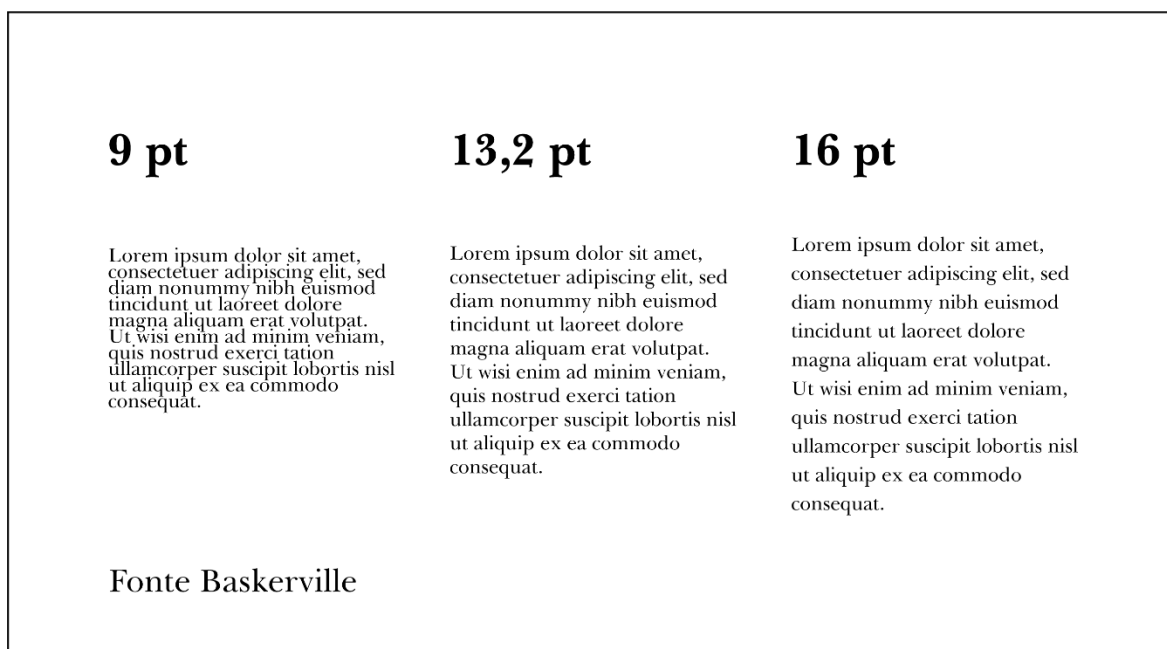 9 pt
Lorem ipsum dolor sit amet,
consectetuer adipiscing elit, sed
diam nonummy nibh euismod
tincidunt ut laoreet dolore
magna aliquam erat volutpat.
Ut wisi enim ad minim veniam,
quis nostrud exerci tation
ullamcorper suscipit lobortis nisl
ut aliquip ex ea commodo
consequat.
13,2 pt
Lorem ipsum dolor sit amet,
consectetuer adipiscing elit, sed
diam nonummy nibh euismod
tincidunt ut laoreet dolore
magna aliquam erat volutpat.
Ut wisi enim ad minim veniam,
quis nostrud exerci tation
ullamcorper suscipit lobortis nisl
ut aliquip ex ea commodo
consequat.
16 pt
Lorem ipsum dolor sit amet,
consectetuer adipiscing elit, sed
diam nonummy nibh euismod
tincidunt ut laoreet dolore
magna aliquam erat volutpat.
Ut wisi enim ad minim veniam,
quis nostrud exerci tation
ullamcorper suscipit lobortis nisl
ut aliquip ex ea commodo
consequat.
Fonte Baskerville